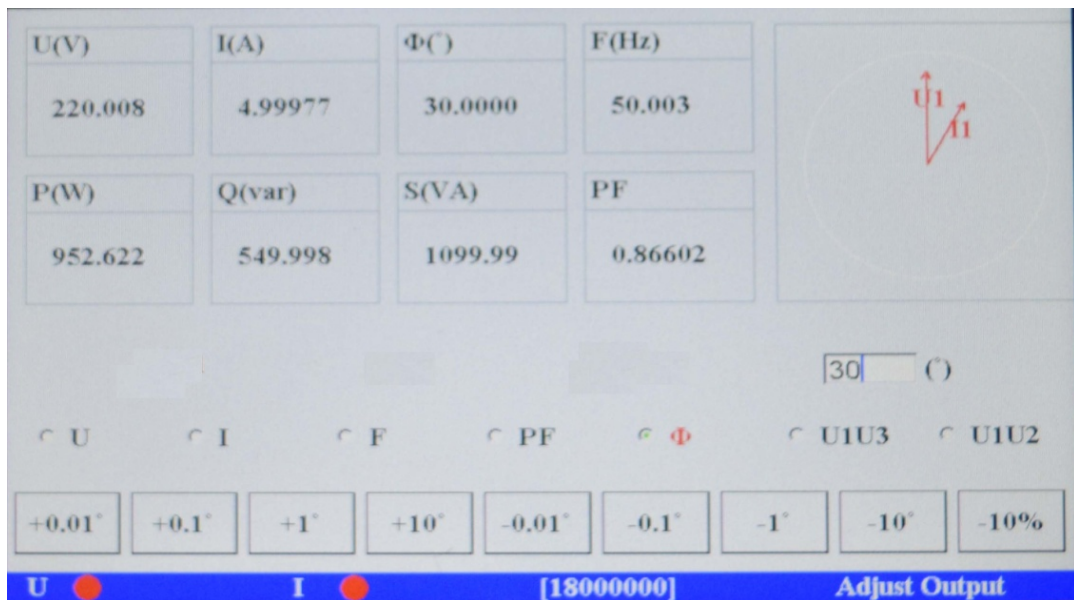 U(V) I(A) Φ(°) F(Hz)
220.008 4.99977 30.0000 50.003
U1
I1
P(W) Q(var) S(VA) PF
952.622 549.998 1099.99 0.86602
30 (°)
U I F PF Φ U1U3 U1U2
+0.01° +0.1° +1° +10° -0.01° -0.1° -1° -10° -10%
U I [18000000] Adjust Output